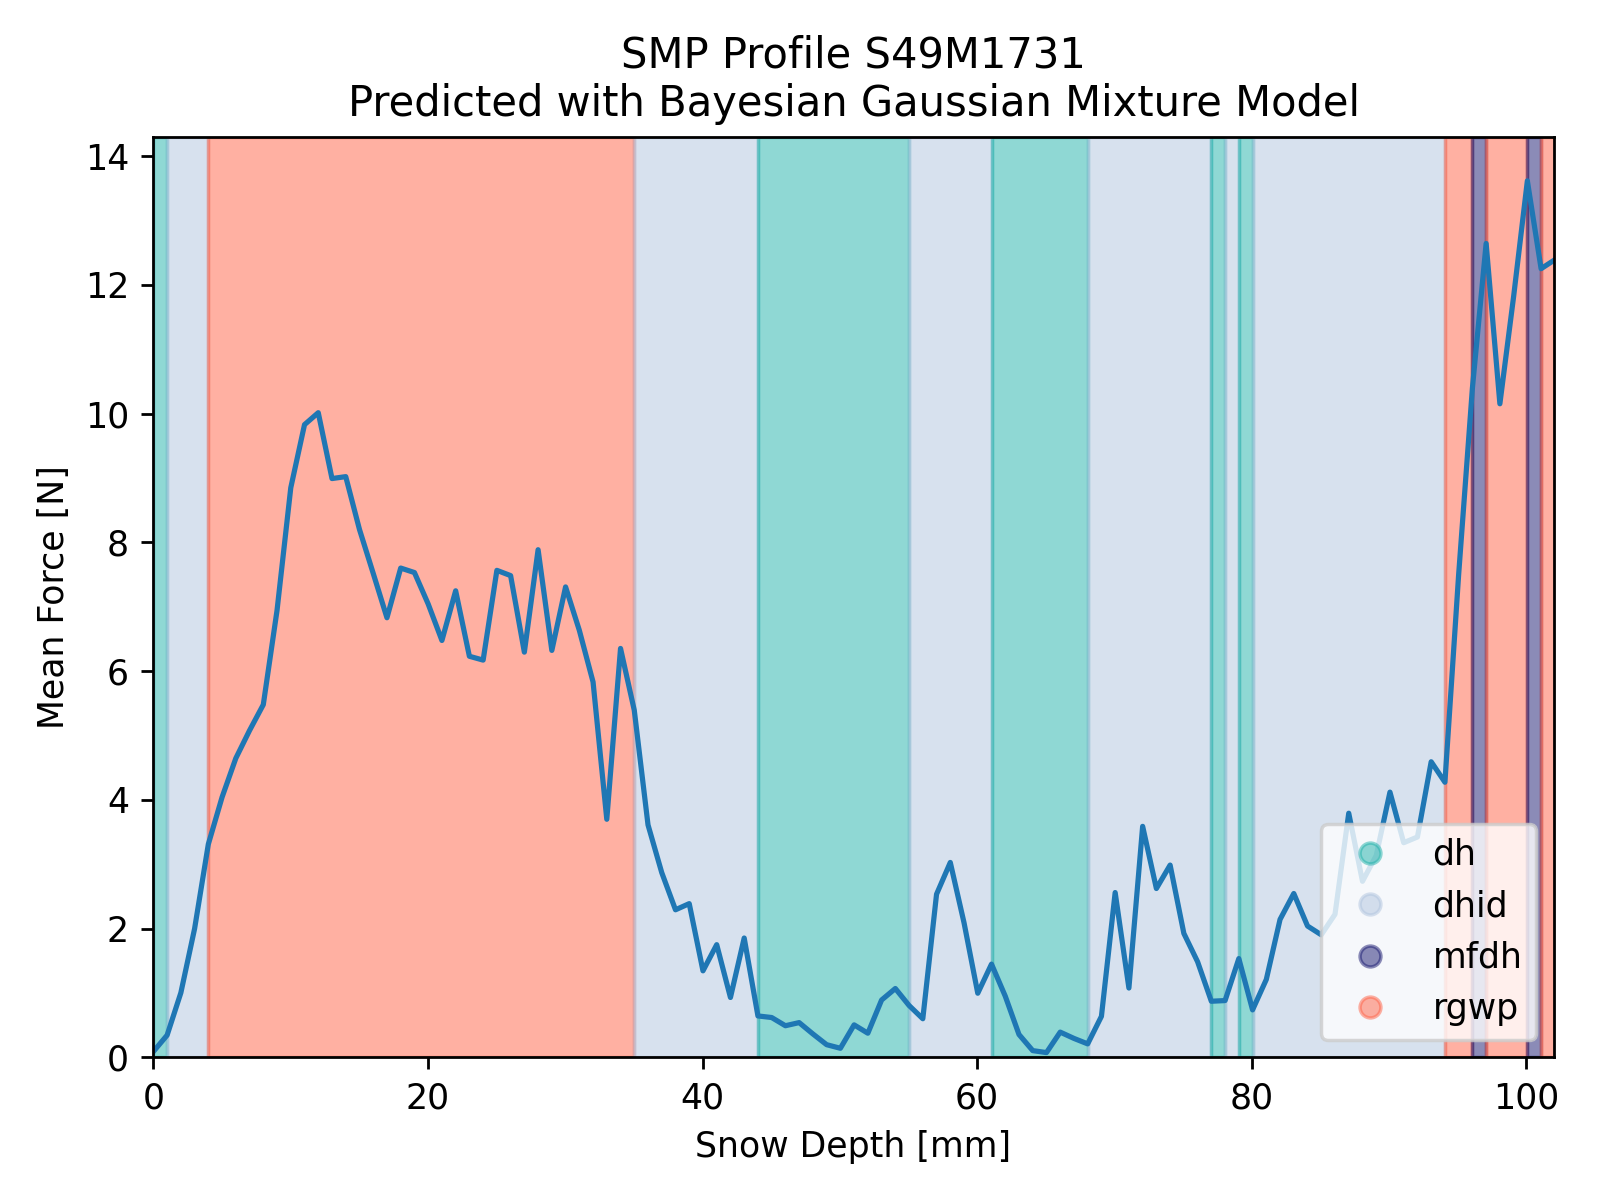 SMP Profile S49M1731
Predicted with Bayesian Gaussian Mixture Model
14
12
10
8
6
4
2
0
Mean Force [N]
dh
dhid
mfdh
rgwp
0 20 40 60 80 100
Snow Depth [mm]